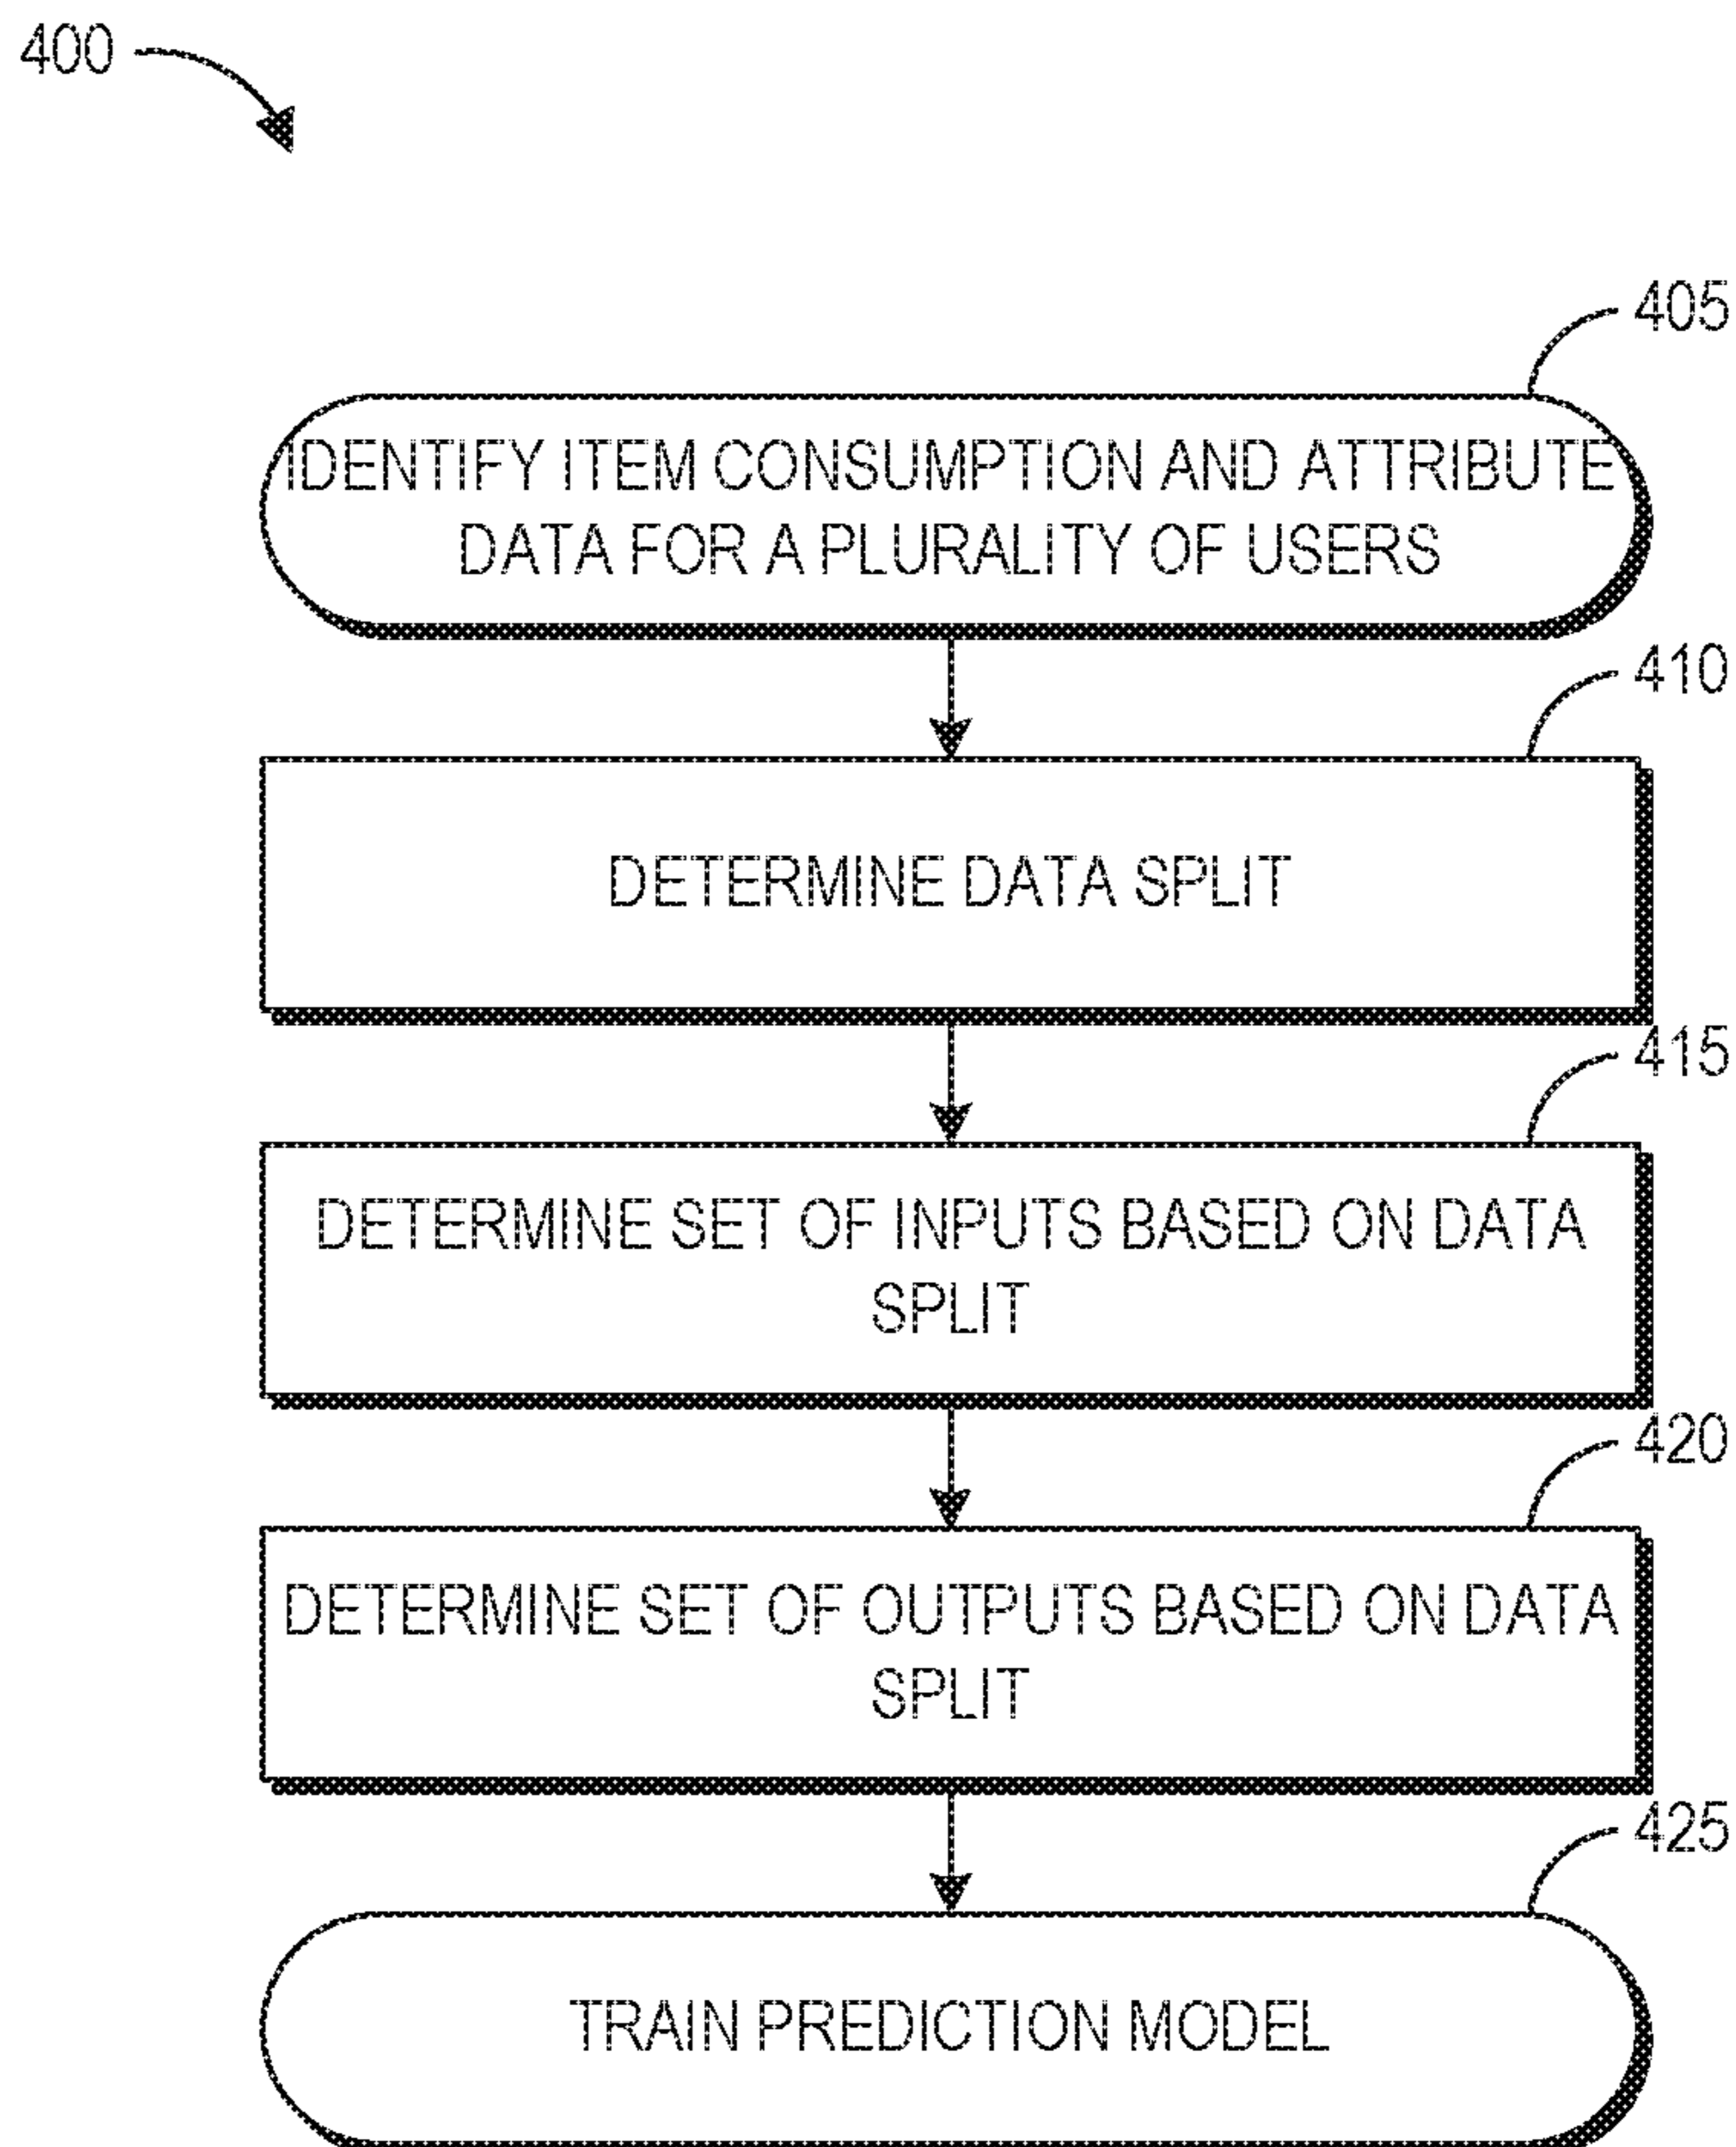 400
405
IDENTIFY ITEM CONSUMPTION AND ATTRIBUTE
DATA FOR A PLURALITY OF USERS
410
DETERMINE DATA SPLIT
415
DETERMINE SET OF INPUTS BASED ON DATA
SPLIT
420
DETERMINE SET OF OUTPUTS BASED ON DATA
SPLIT
425
TRAIN PREDICTION MODEL